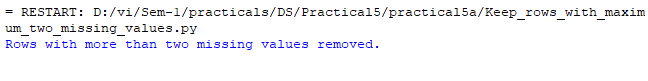 = RESTART: D:/vi/Sem-1/practicals/DS/Practical5/practical5a/Keep_rows_with_maxim
um_two_missing_values.py
Rows with more than two missing values removed.